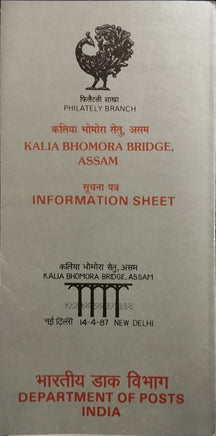 फिलैटली शाखा
PHILATELY BRANCH
कलिया भोमोरा सेतु, असम
KALIA BHOMORA BRIDGE,
ASSAM
सूचना पत्र
INFORMATION SHEET
कलिया भोमोरा सेतु, असम
KALIA BHOMORA BRIDGE, ASSAM
नई दिल्ली 14-4-87 NEW DELHI
भारतीय डाक विभाग
DEPARTMENT OF POSTS
INDIA